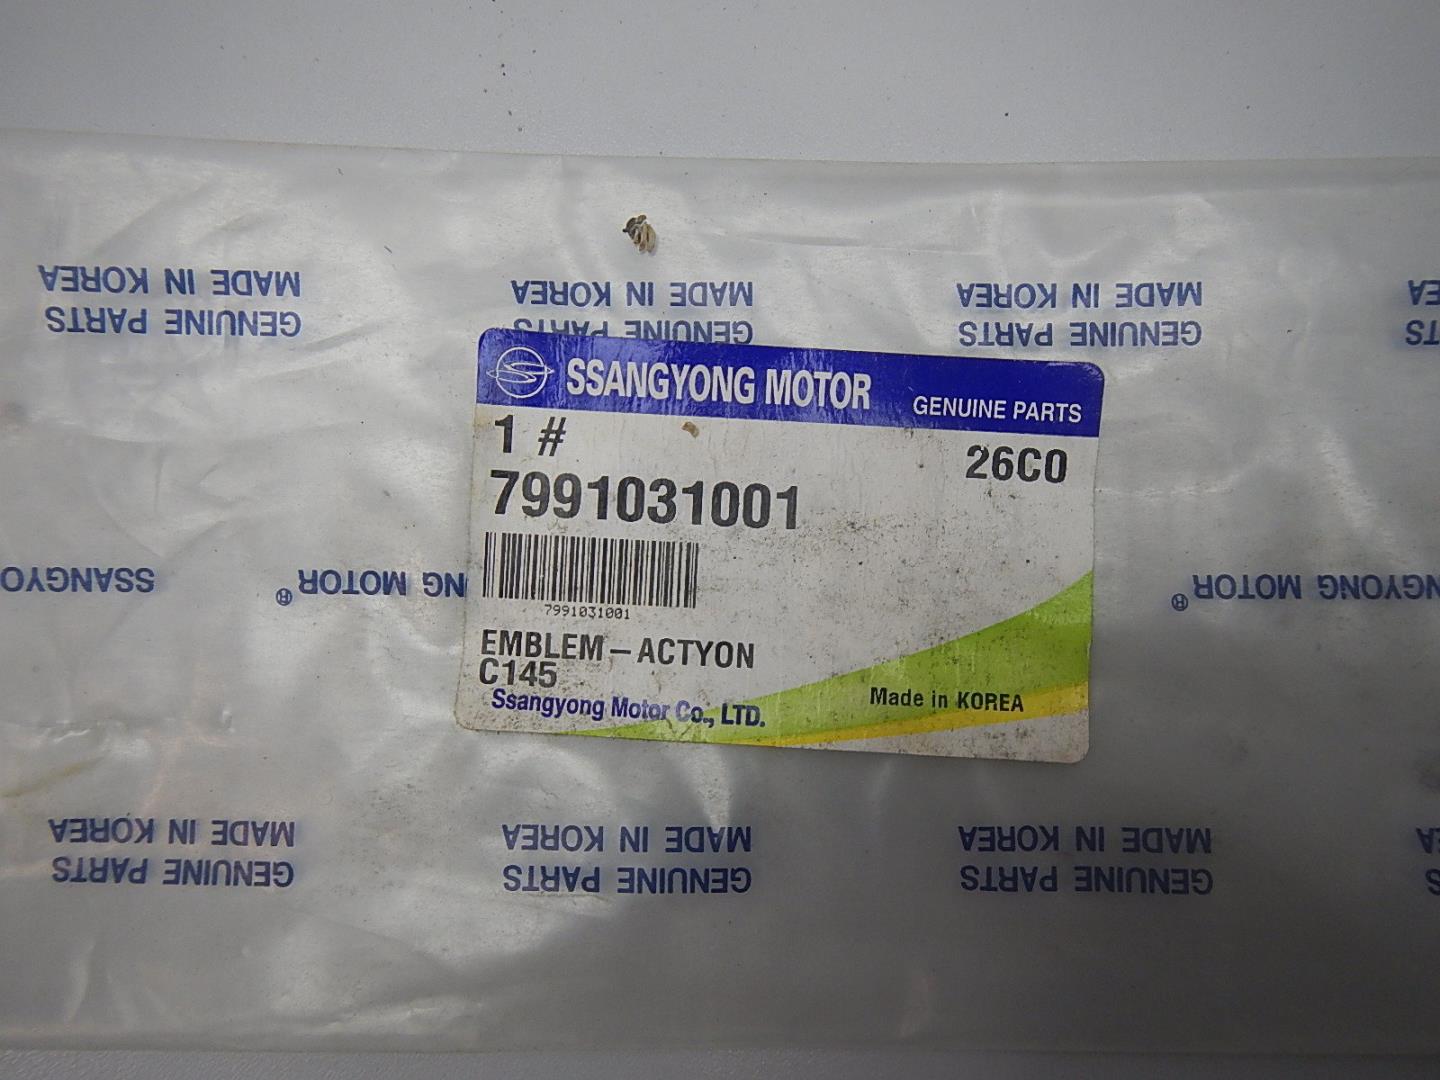 MADE IN KOREA
GENUINE PARTS
MADE IN KOREA
GENUINE PARTS
MADE IN KOREA
GENUINE PARTS
SSANGYONG MOTOR
GENUINE PARTS
1 #
26C0
7991031001
7991031001
EMBLEM-ACTYON
C145
Ssangyong Motor Co., LTD.
Made in KOREA
SSANGYO
NG MOTOR®
NGYONG MOTOR®
MADE IN KOREA
GENUINE PARTS
MADE IN KOREA
GENUINE PARTS
MADE IN KOREA
GENUINE PARTS